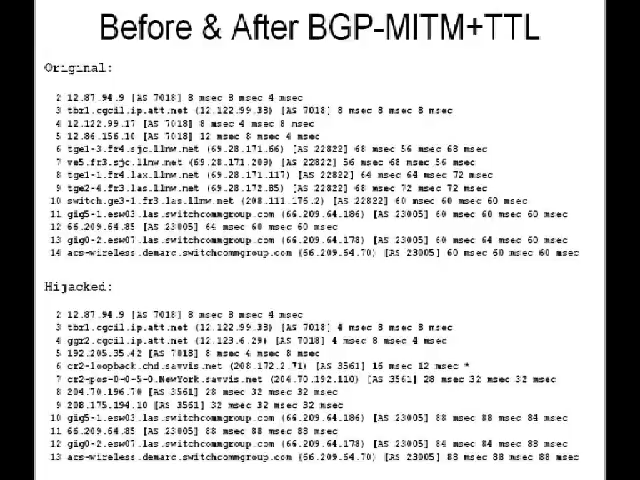 Before & After BGP-MITM+TTL
Original:
2 12.87.94.9 [AS 7018] 8 msec 8 msec 4 msec
3 tbr1.cgcil.ip.att.net (12.122.99.38) [AS 7018] 8 msec 8 msec 8 msec
4 12.122.99.17 [AS 7018] 8 msec 4 msec 8 msec
5 12.86.156.10 [AS 7018] 12 msec 8 msec 4 msec
6 tge1-3.fr4.sjc.llnw.net (69.28.171.66) [AS 22822] 68 msec 56 msec 68 msec
7 ve5.fr3.sjc.llnw.net (69.28.171.209) [AS 22822] 56 msec 68 msec 56 msec
8 tge1-1.fr4.lax.llnw.net (69.28.171.117) [AS 22822] 64 msec 64 msec 72 msec
9 tge2-4.fr3.las.llnw.net (69.28.172.85) [AS 22822] 68 msec 72 msec 72 msec
10 switch.ge3-1.fr3.las.llnw.net (208.111.176.2) [AS 22822] 60 msec 60 msec 60 msec
11 gig5-1.esw03.las.switchcommgroup.com (66.209.64.186) [AS 23005] 60 msec 60 msec 60 msec
12 66.209.64.85 [AS 23005] 64 msec 60 msec 60 msec
13 gig0-2.esw07.las.switchcommgroup.com (66.209.64.178) [AS 23005] 60 msec 64 msec 60 msec
14 acs-wireless.demarc.switchcommgroup.com (66.209.64.70) [AS 23005] 60 msec 60 msec 60 msec
Hijacked:
2 12.87.94.9 [AS 7018] 8 msec 8 msec 4 msec
3 tbr1.cgcil.ip.att.net (12.122.99.38) [AS 7018] 4 msec 8 msec 8 msec
4 ggr2.cgcil.ip.att.net (12.123.6.29) [AS 7018] 8 msec 4 msec 8 msec
5 192.205.35.42 [AS 7018] 8 msec 4 msec 8 msec
6 cr2-loopback.chd.savvis.net (208.172.2.71) [AS 3561] 16 msec 12 msec *
7 cr2-pos-0-0-5-0.NewYork.savvis.net (204.70.192.110) [AS 3561] 28 msec 32 msec 32 msec
8 204.70.196.70 [AS 3561] 28 msec 32 msec 32 msec
9 208.175.194.10 [AS 3561] 32 msec 32 msec 32 msec
10 gig5-1.esw03.las.switchcommgroup.com (66.209.64.186) [AS 23005] 88 msec 88 msec 84 msec
11 66.209.64.85 [AS 23005] 88 msec 88 msec 88 msec
12 gig0-2.esw07.las.switchcommgroup.com (66.209.64.178) [AS 23005] 84 msec 84 msec 88 msec
13 acs-wireless.demarc.switchcommgroup.com (66.209.64.70) [AS 23005] 88 msec 88 msec 88 msec